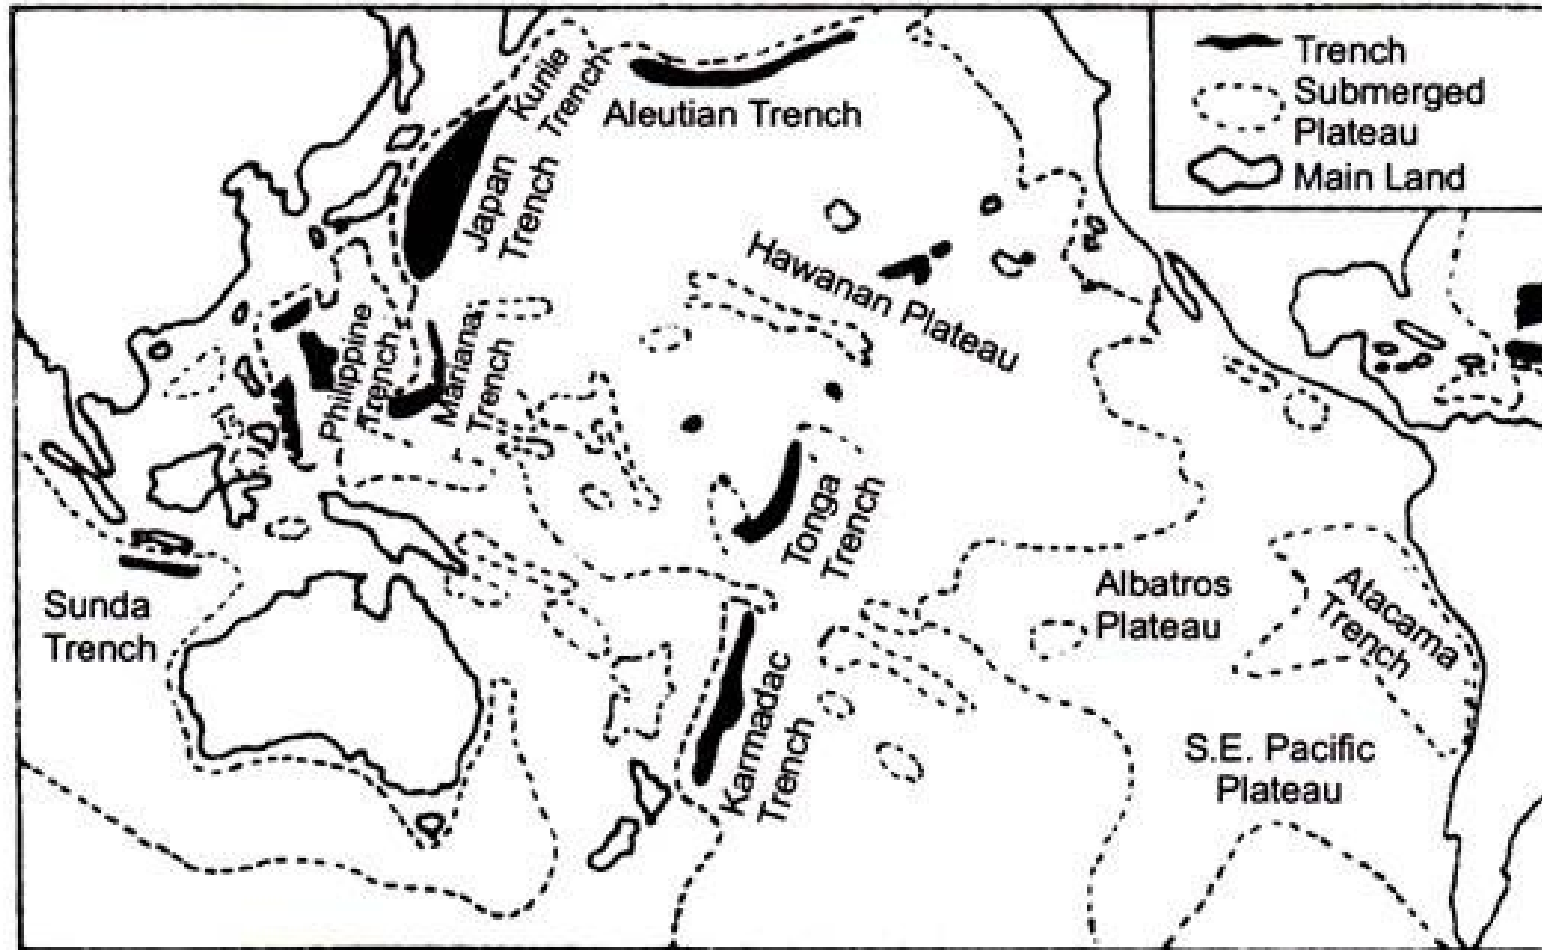 Trench
Submerged
Plateau
Main Land
Kurile
Trench
Aleutian Trench
Japan
Trench
Hawanan Plateau
Philippine
Trench
Mariana
Trench
Tonga
Trench
Sunda
Trench
Albatros
Plateau
Atacama
Trench
Karmadac
Trench
S.E. Pacific
Plateau